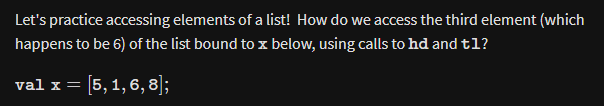 Let's practice accessing elements of a list! How do we access the third element (which
happens to be 6) of the list bound to x below, using calls to hd and tl?
val x = [5, 1, 6, 8];